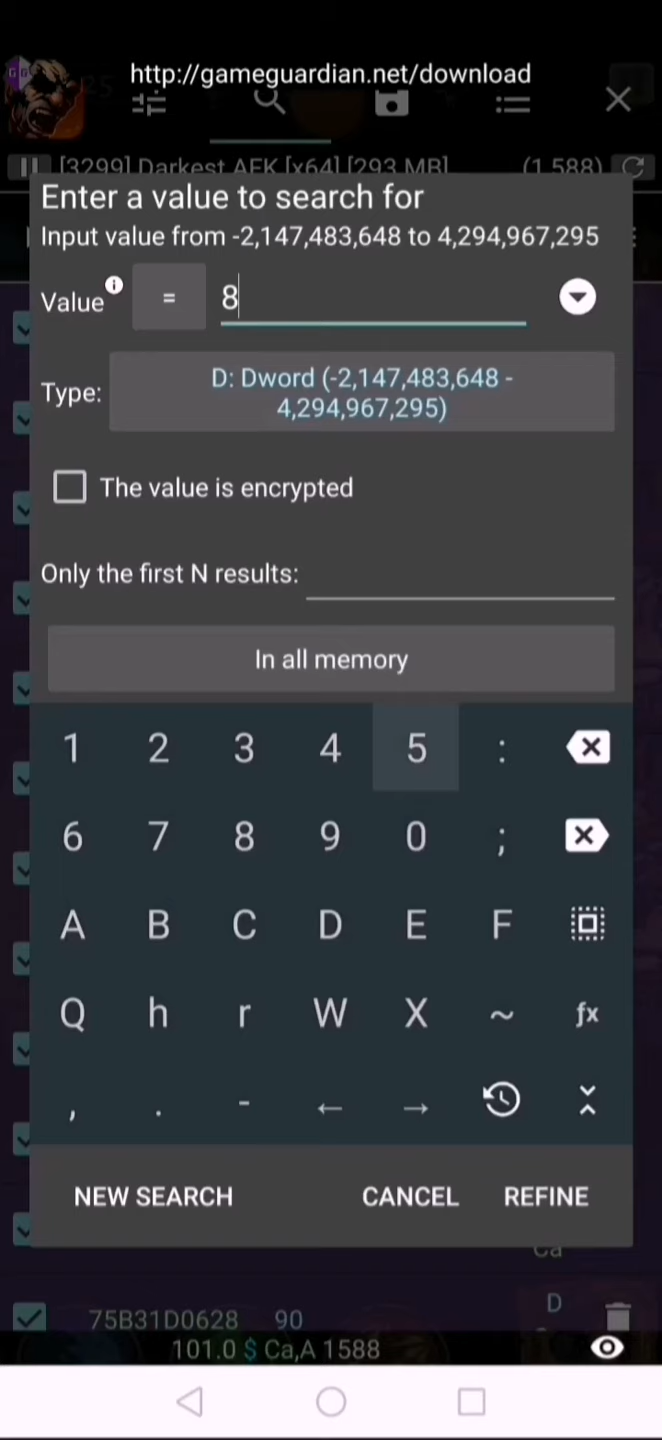 http://gameguardian.net/download
[3299] Darkest AFK [x64] [293 MB] (1 588)
Enter a value to search for
Input value from -2,147,483,648 to 4,294,967,295
Value i = 8
Type: D: Dword (-2,147,483,648 -
4,294,967,295)
The value is encrypted
Only the first N results:
In all memory
1 2 3 4 5 :
6 7 8 9 0 ;
A B C D E F
Q h r W X ~ fx
, . - ← →
NEW SEARCH CANCEL REFINE
Ca
75B31D0628 90 D
101.0 $ Ca,A 1588